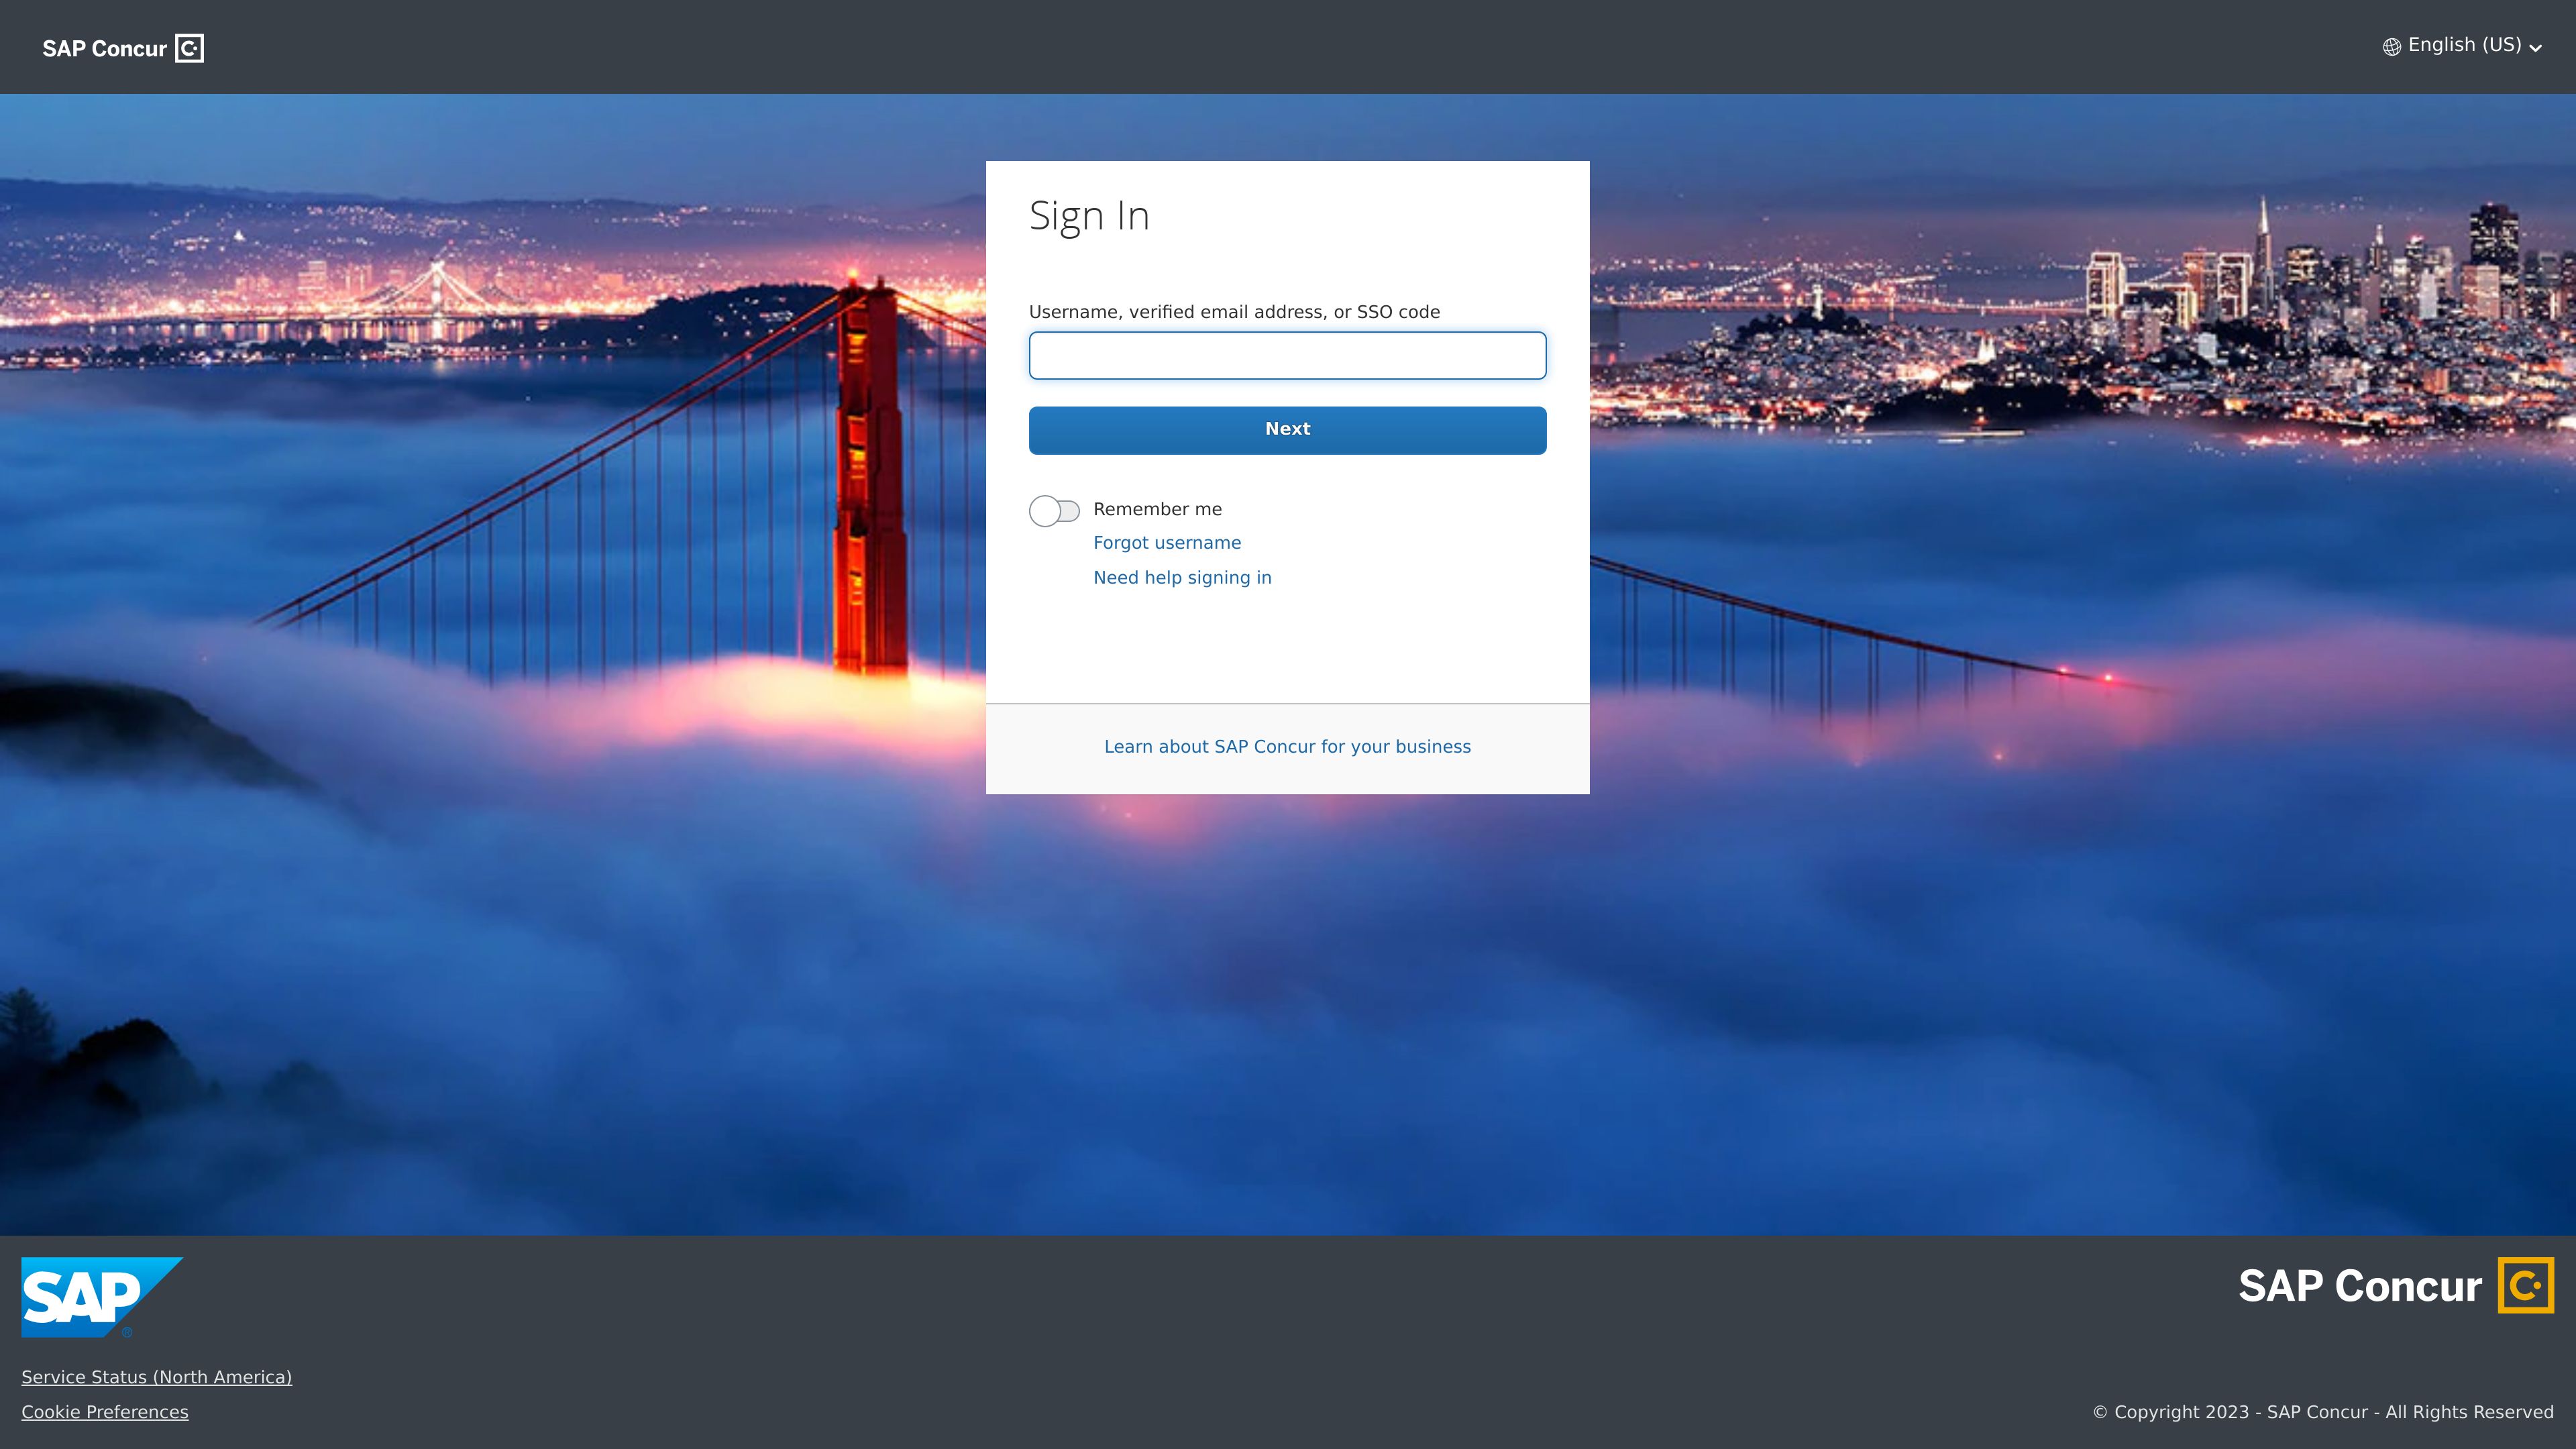 SAP Concur
English (US)
Sign In
Username, verified email address, or SSO code
Next
Remember me
Forgot username
Need help signing in
Learn about SAP Concur for your business
SAP®
SAP Concur
Service Status (North America)
Cookie Preferences
© Copyright 2023 - SAP Concur - All Rights Reserved